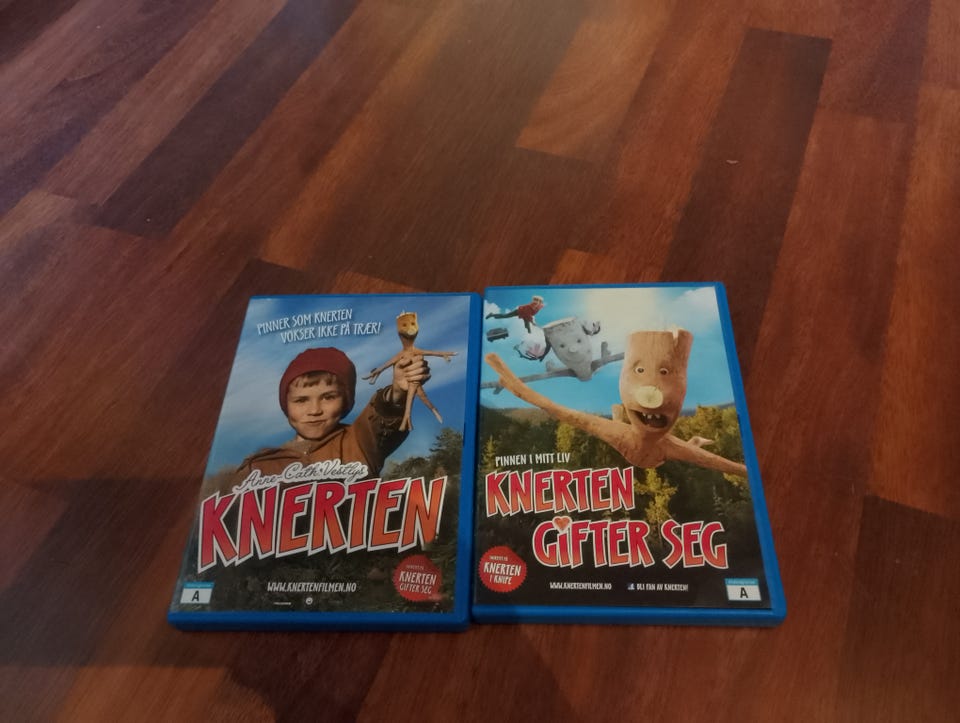 PINNER SOM KNERTEN
VOKSER IKKE PÅ TRÆR!
Anne-Cath. Vestlys
KNERTEN
KNERTEN
GIFTER SEG
WWW.KNERTENFILMEN.NO
A
PINNEN I MITT LIV
KNERTEN
GIFTER SEG
KNERTEN
I KNIPE
WWW.KNERTENFILMEN.NO
BLI FAN AV KNERTEN!
A